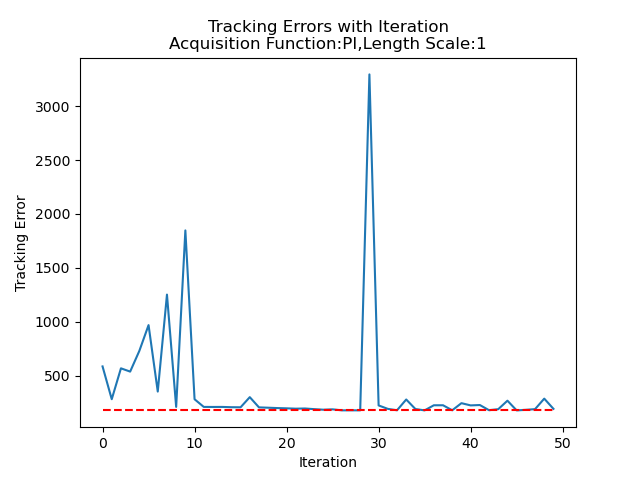 Tracking Errors with Iteration
Acquisition Function:PI,Length Scale:1
3000
2500
2000
1500
1000
500
Tracking Error
0 10 20 30 40 50
Iteration